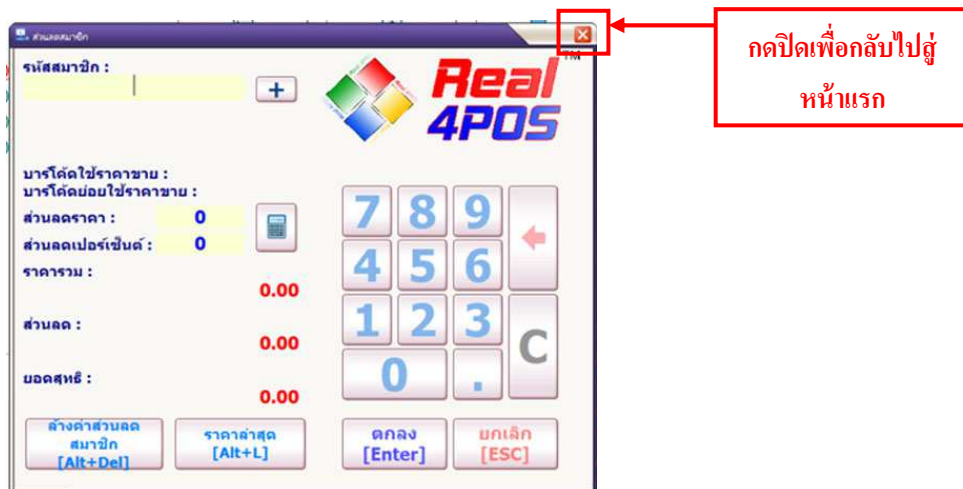 ส่วนลดสมาชิก
รหัสสมาชิก :
+
Real
TM
4POS
กดปิดเพื่อกลับไปสู่
หน้าแรก
บาร์โค้ดใช้ราคาขาย :
บาร์โค้ดย่อยใช้ราคาขาย :
ส่วนลดราคา : 0
ส่วนลดเปอร์เซ็นต์ : 0
ราคารวม :
0.00
ส่วนลด :
0.00
ยอดสุทธิ :
0.00
7 8 9
4 5 6
1 2 3
C
0 .
ล้างค่าส่วนลด
สมาชิก
[Alt+Del]
ราคาล่าสุด
[Alt+L]
ตกลง
[Enter]
ยกเลิก
[ESC]